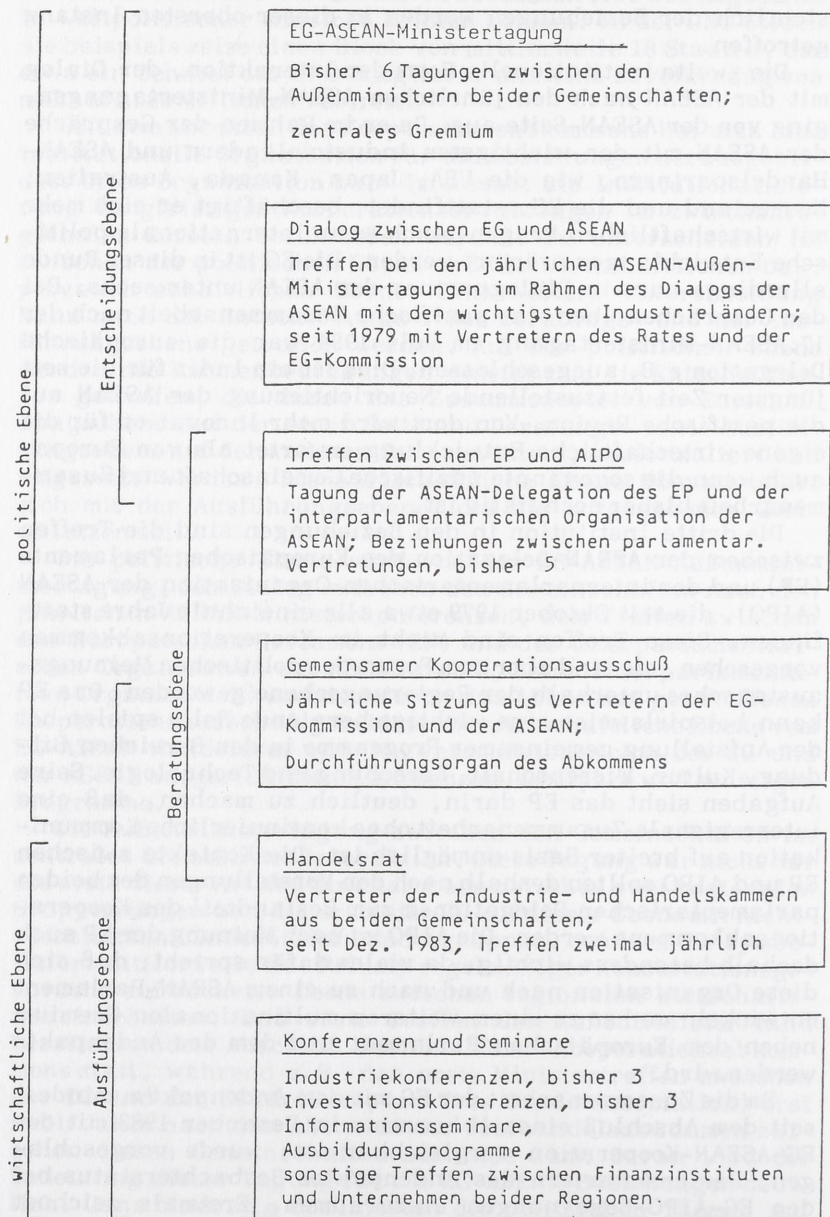 EG-ASEAN-Ministertagung
Bisher 6 Tagungen zwischen den
Außenministern beider Gemeinschaften;
zentrales Gremium
Dialog zwischen EG und ASEAN
Treffen bei den jährlichen ASEAN-Außen-
Ministertagungen im Rahmen des Dialogs der
ASEAN mit den wichtigsten Industrieländern;
seit 1979 mit Vertretern des Rates und der
EG-Kommission
Entscheidungsebene
politische Ebene
Treffen zwischen EP und AIPO
Tagung der ASEAN-Delegation des EP und der
interparlamentarischen Organisation der
ASEAN; offizieller zwischenparlamentar.
Vertretungen, bisher 5.
Gemeinsamer Kooperationsausschuß
Jährliche Sitzung aus Vertretern der EG-
Kommission und der ASEAN;
Durchführungsorgan des Abkommens
Beratungsebene
Handelsrat
Vertreter der Industrie- und Handelskammern
der beiden Gemeinschaften;
seit Dez. 1983, Treffen zweimal jährlich
Konferenzen und Seminare
Industriekonferenzen, bisher 3
Investitionskonferenzen, bisher 3
Informationsseminare,
Ausbildungsprogramme,
sonstige Treffen zwischen Finanzinstituten
und Unternehmen beider Regionen.
Ausführungsebene
wirtschaftliche Ebene